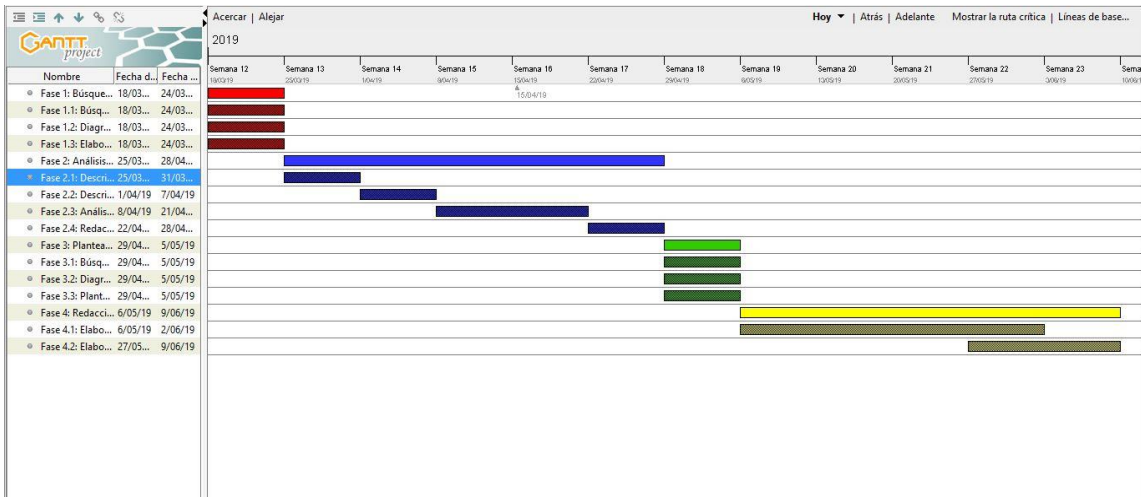 Acercar | Alejar
Hoy ▼ | Atrás | Adelante
Mostrar la ruta crítica | Líneas de base...
GANTT
project
2019
Nombre Fecha d... Fecha ...
Semana 12 Semana 13 Semana 14 Semana 15 Semana 16 Semana 17 Semana 18 Semana 19 Semana 20 Semana 21 Semana 22 Semana 23 Sema
25/03/19 1/04/19 15/04/19 22/04/19 29/04/19 6/05/19 13/05/19 20/05/19 27/05/19 3/06/19
15/04/19
Fase 1: Búsque... 18/03... 24/03...
Fase 1.1: Búsq... 18/03... 24/03...
Fase 1.2: Diagr... 18/03... 24/03...
Fase 1.3: Elabo... 18/03... 24/03...
Fase 2: Análisis... 25/03... 28/04...
Fase 2.1: Descri... 25/03... 31/03...
Fase 2.2: Descri... 1/04/19 7/04/19
Fase 2.3: Anális... 8/04/19 21/04...
Fase 2.4: Redac... 22/04... 28/04...
Fase 3: Plantea... 29/04... 5/05/19
Fase 3.1: Búsq... 29/04... 5/05/19
Fase 3.2: Diagr... 29/04... 5/05/19
Fase 3.3: Plant... 29/04... 5/05/19
Fase 4: Redacci... 6/05/19 9/06/19
Fase 4.1: Elabo... 6/05/19 2/06/19
Fase 4.2: Elabo... 27/05... 9/06/19